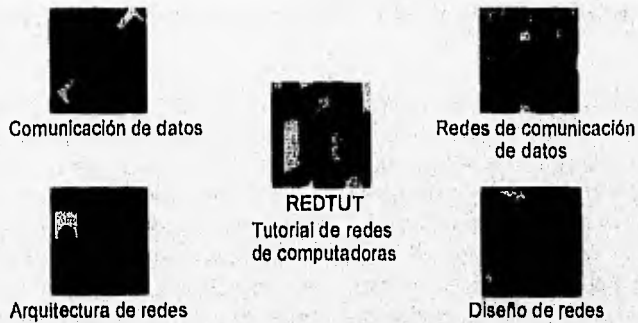 Comunicación de datos
Redes de comunicación
de datos
REDTUT
Tutorial de redes
de computadoras
Arquitectura de redes
Diseño de redes